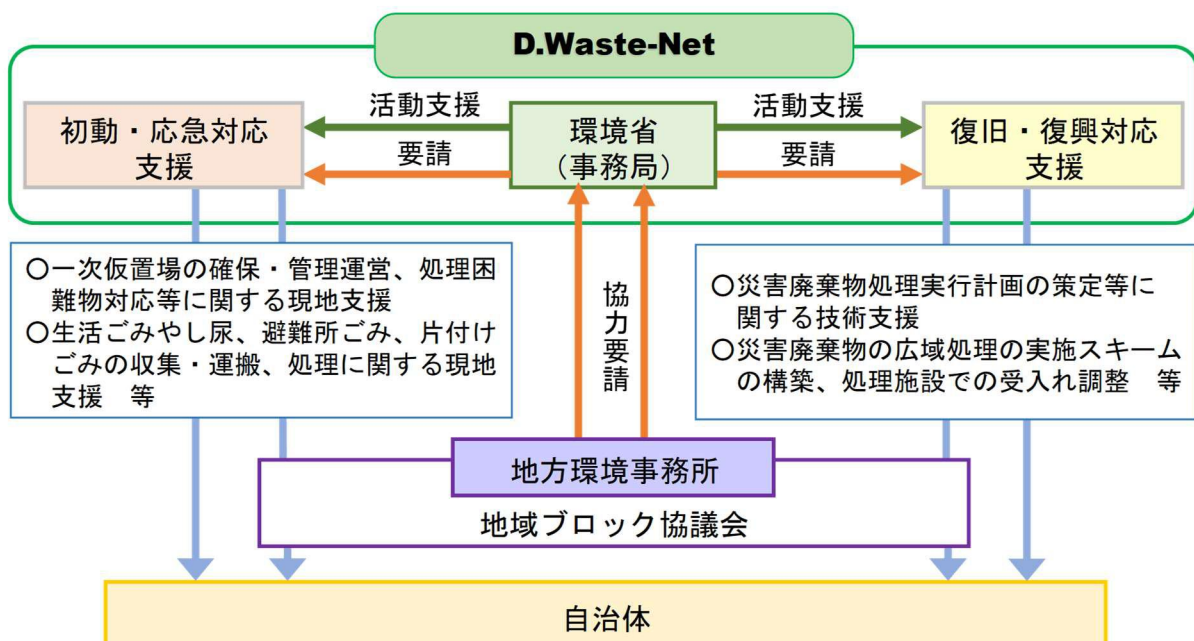 D.Waste-Net
初動・応急対応
支援
活動支援
要請
環境省
（事務局）
活動支援
要請
復旧・復興対応
支援
〇一次仮置場の確保・管理運営、処理困
難物対応等に関する現地支援
〇生活ごみやし尿、避難所ごみ、片付け
ごみの収集・運搬、処理に関する現地
支援　等
協力要請
〇災害廃棄物処理実行計画の策定等に
関する技術支援
〇災害廃棄物の広域処理の実施スキーム
の構築、処理施設での受入れ調整　等
地方環境事務所
地域ブロック協議会
自治体